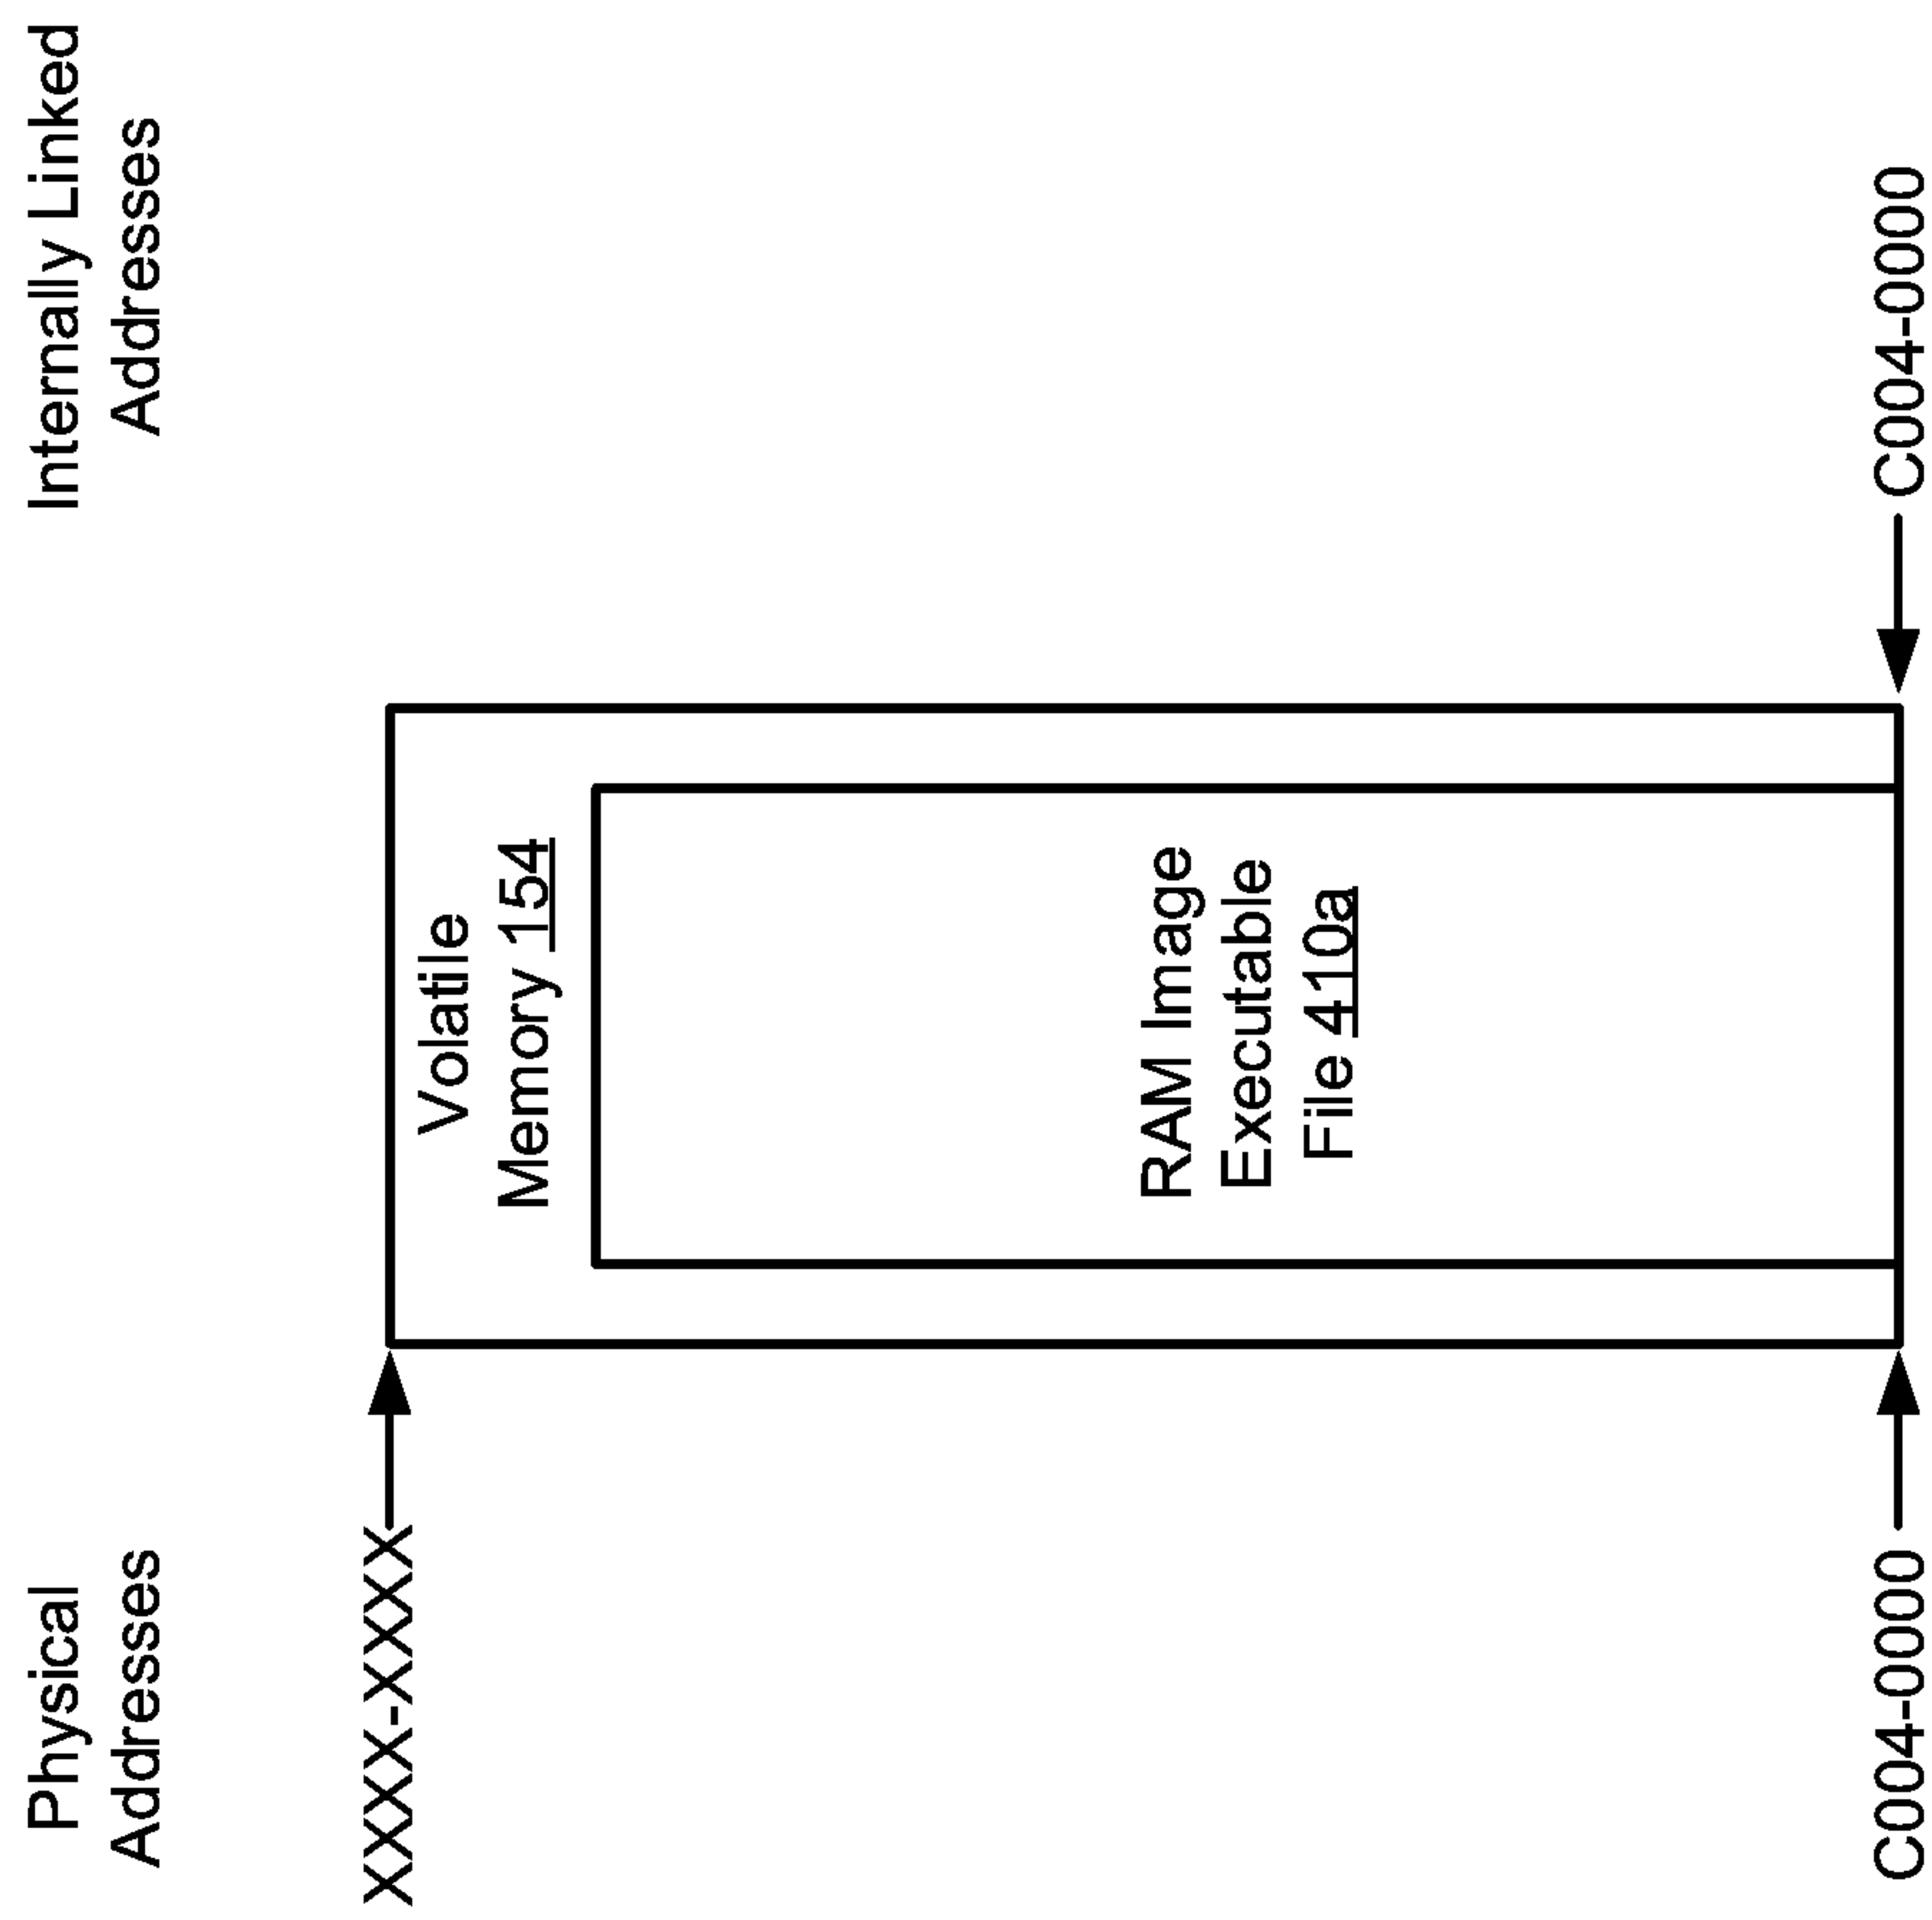 Physical
Addresses
Internally Linked
Addresses
XXXX-XXXX
Volatile
Memory 154
RAM Image
Executable
File 410a
C004-0000
C004-0000